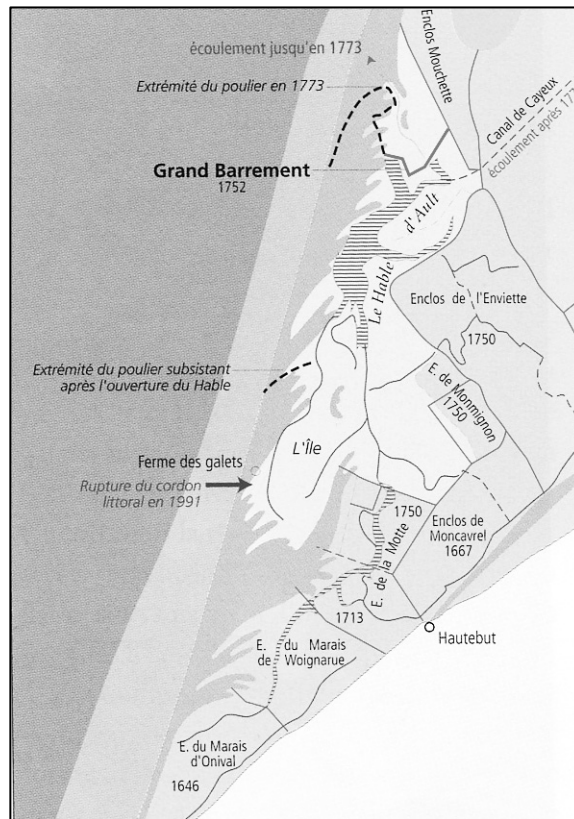 écoulement jusqu'en 1773
Extrémité du poulier en 1773
Enclos Mouchette
Canal de Cayeux
écoulement après
Grand Barrement
1752
Le Hable
d'Ault
Enclos de l'Enviette
1750
Extrémité du poulier subsistant
après l'ouverture du Hable
E. de Monmignon
1750
L'Île
Ferme des galets
Rupture du cordon
littoral en 1991
1750
E. de la Motte
Enclos de
Moncavrel
1667
1713
Hautebut
E. du Marais
de Woignarue
E. du Marais
d'Onival
1646